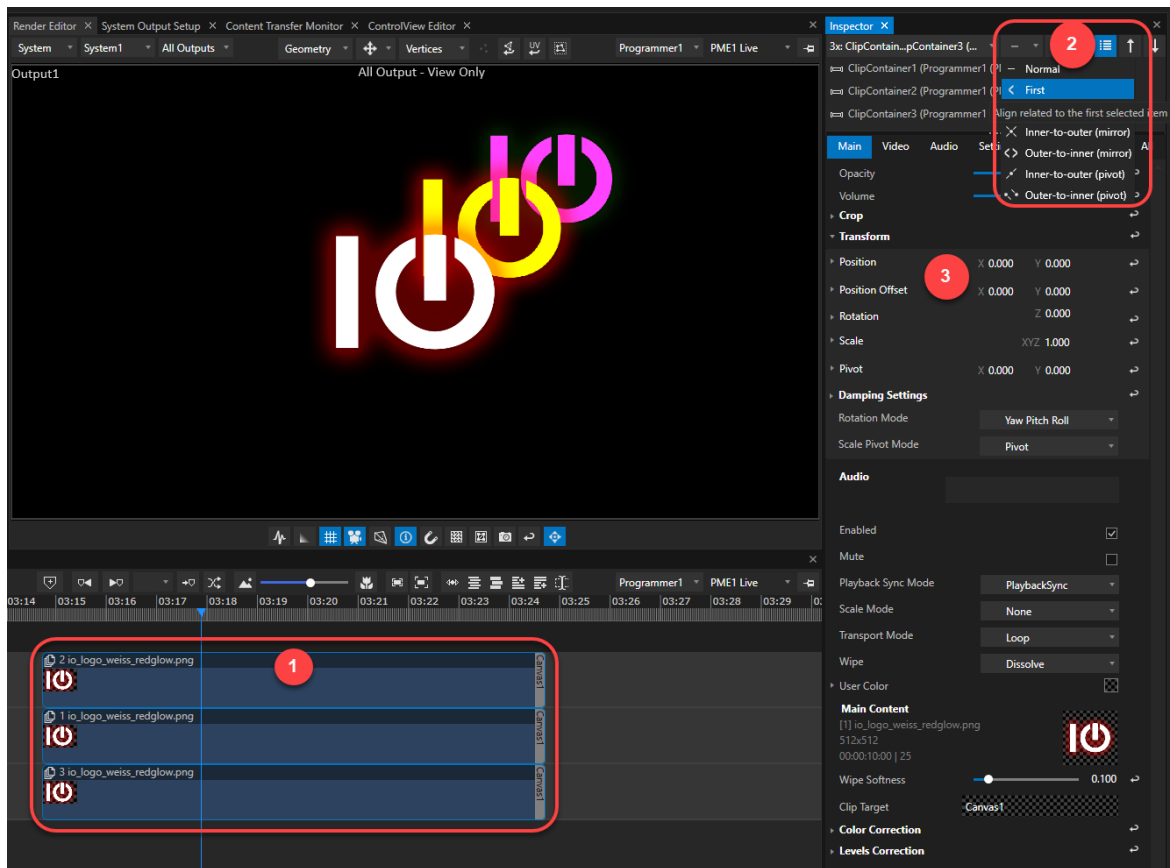 Render Editor × System Output Setup × Content Transfer Monitor × ControlView Editor ×
System System1 All Outputs Geometry Vertices UV Programmer1 PME1 Live
Output1
All Output - View Only
Inspector ×
3x: ClipContain...pContainer3 (...
2
ClipContainer1 (Programmer1 (Pl
ClipContainer2 (Programmer1 (Pl
ClipContainer3 (Programmer1
Normal
First
Align related to the first selected item
Inner-to-outer (mirror)
Outer-to-inner (mirror)
Inner-to-outer (pivot)
Outer-to-inner (pivot)
Main Video Audio
Opacity
Volume
Crop
Transform
Position X 0.000 Y 0.000
3
Position Offset X 0.000 Y 0.000
Rotation Z 0.000
Scale XYZ 1.000
Pivot X 0.000 Y 0.000
Damping Settings
Rotation Mode Yaw Pitch Roll
Scale Pivot Mode Pivot
Audio
Enabled
Mute
Playback Sync Mode PlaybackSync
Scale Mode None
Transport Mode Loop
Wipe Dissolve
User Color
Main Content
[1] io_logo_weiss_redglow.png
512x512
00:00:10:00 | 25
Wipe Softness 0.100
Clip Target Canvas1
Color Correction
Levels Correction
Programmer1 PME1 Live
03:14 03:15 03:16 03:17 03:18 03:19 03:20 03:21 03:22 03:23 03:24 03:25 03:26 03:27 03:28 03:29
2 io_logo_weiss_redglow.png
Canvas1
1
1 io_logo_weiss_redglow.png
Canvas1
3 io_logo_weiss_redglow.png
Canvas1